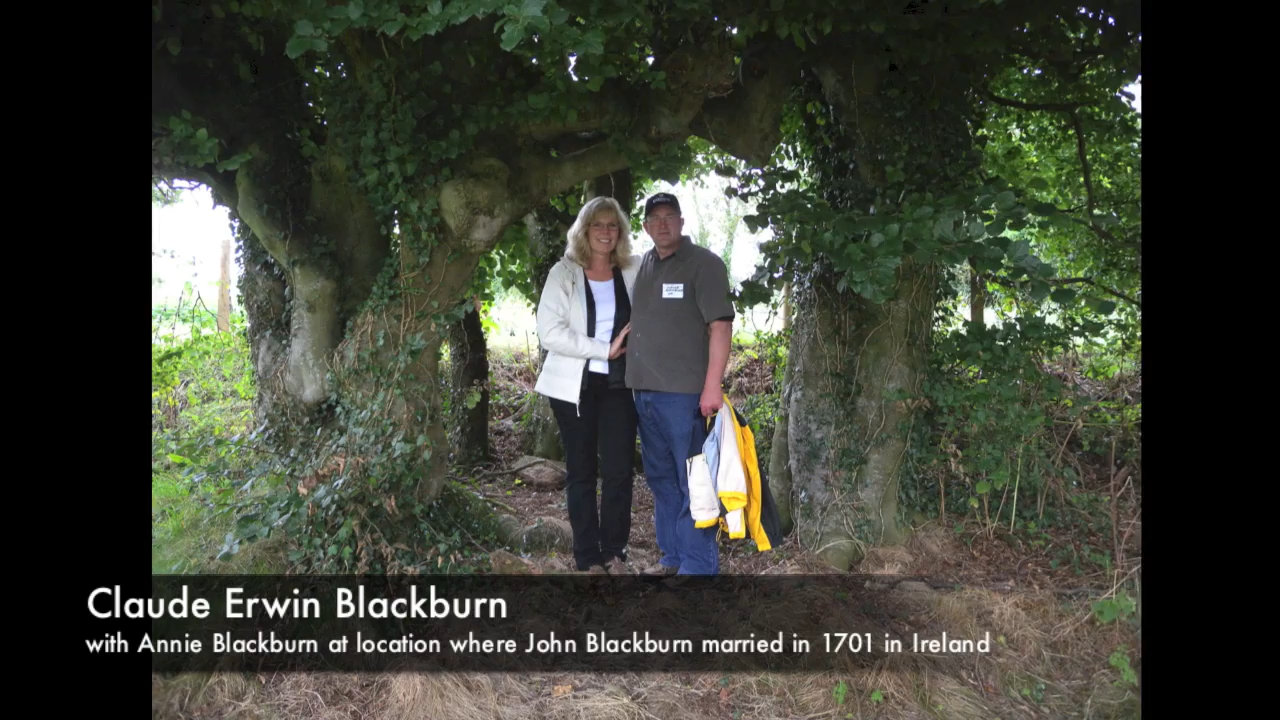 Claude Erwin Blackburn
with Annie Blackburn at location where John Blackburn married in 1701 in Ireland